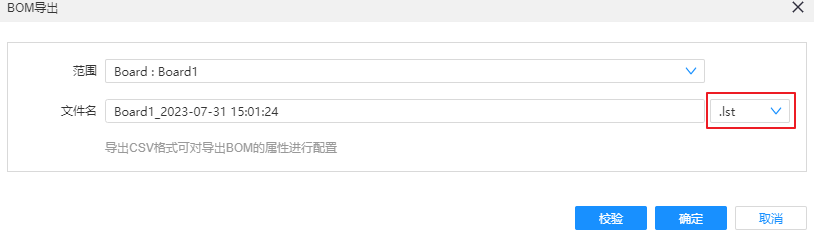 BOM导出
范围 Board : Board1
文件名 Board1_2023-07-31 15:01:24 .lst
导出CSV格式可对导出BOM的属性进行配置
校验 确定 取消